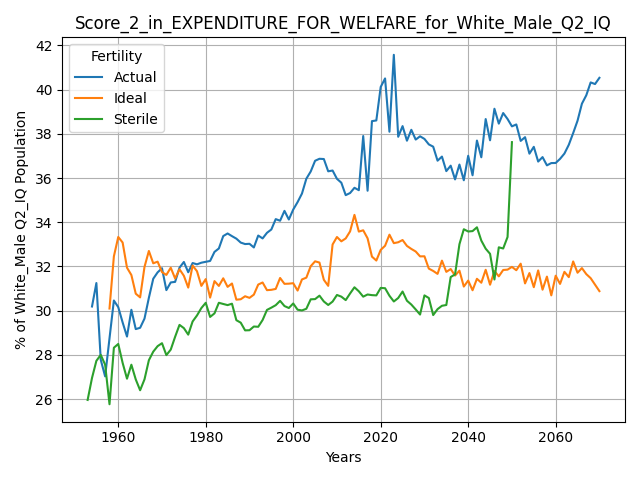 Score_2_in_EXPENDITURE_FOR_WELFARE_for_White_Male_Q2_IQ
Fertility
Actual
Ideal
Sterile
% of White_Male Q2_IQ Population
42
40
38
36
34
32
30
28
26
1960
1980
2000
2020
2040
2060
Years